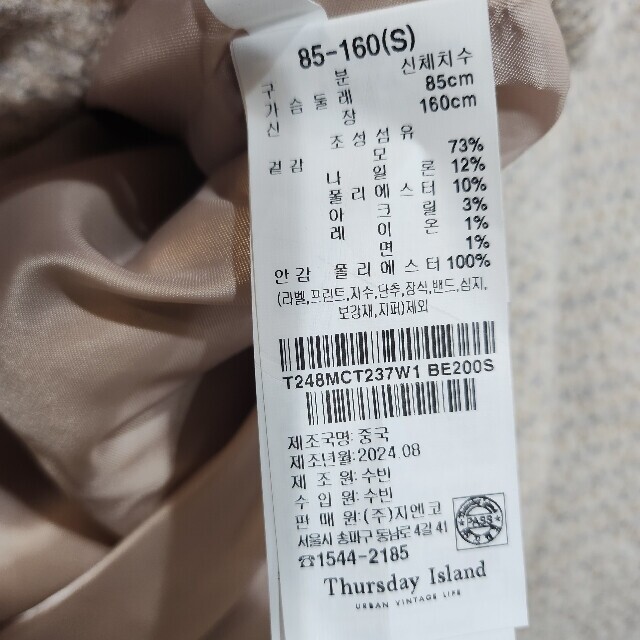 85-160(S)
구 분 신체치수
가슴둘레 85cm
신 장 160cm
조성섬유
겉감 모 73%
나일론 12%
폴리에스터 10%
아크릴 3%
레이온 1%
면 1%
안감 폴리에스터 100%
(라벨,프린트,자수,단추,장식,밴드,심지,
보강재,지퍼)제외
T248MCT237W1 BE200S
제조국명:중국
제조년월:2024.08
제 조 원:수빈
수 입 원:수빈
판 매 원:(주)지엔코
서울시 송파구 동남로 4길 41
☎1544-2185
PASS
Thursday Island
URBAN VINTAGE LIFE